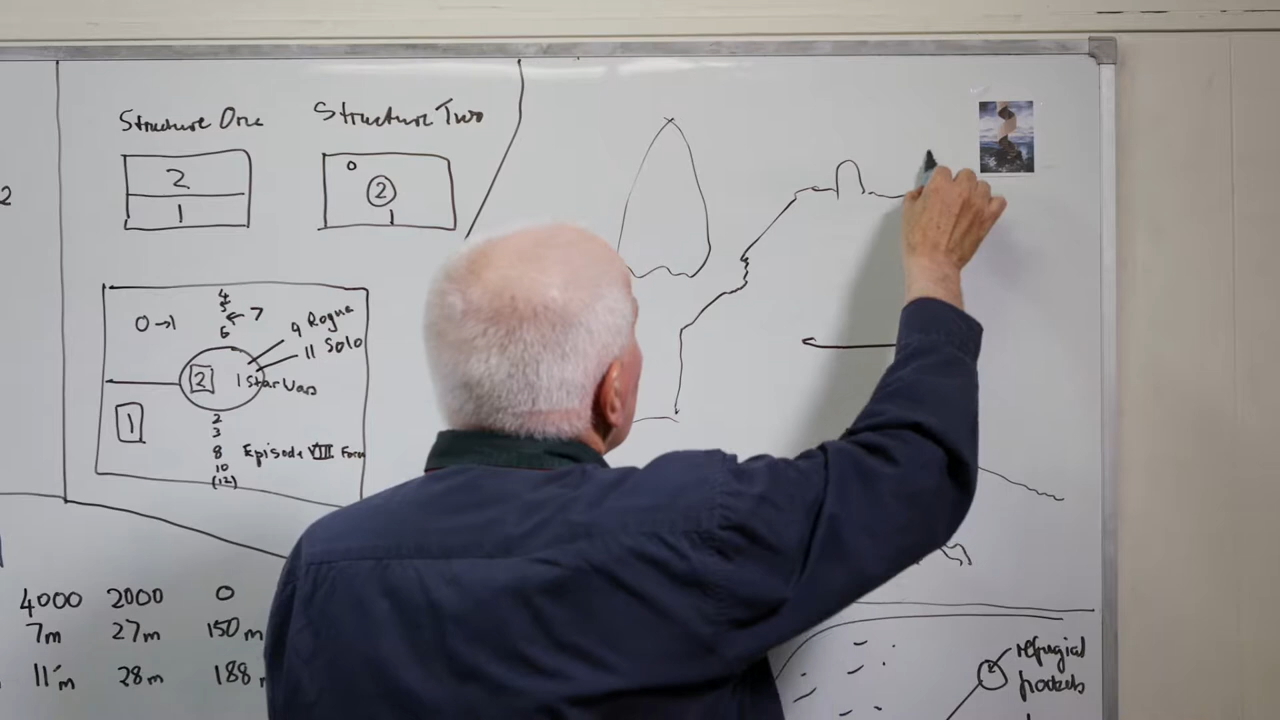 2
Structure One
2
1
Structure Two
0
2
1
0→1
4
5
6
← 7
9 Rogue
11 Solo
2
1 Star Wars
1
2
3
8 Episode VIII Force
10
(12)
4000 2000 0
7m 27m 150m
11m 28m 188
refugial
pockets